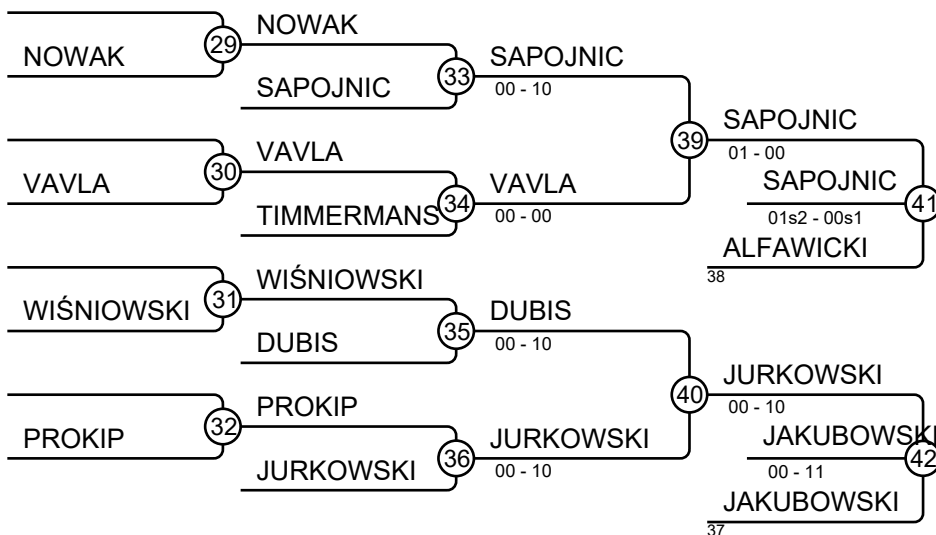 NOWAK
29
NOWAK
SAPOJNIC
33
SAPOJNIC
00 - 10
VAVLA
30
VAVLA
TIMMERMANS
34
VAVLA
00 - 00
39
SAPOJNIC
01 - 00
SAPOJNIC
01s2 - 00s1
41
ALFAWICKI
38
WIŚNIOWSKI
31
WIŚNIOWSKI
DUBIS
35
DUBIS
00 - 10
PROKIP
32
PROKIP
JURKOWSKI
36
JURKOWSKI
00 - 10
40
JURKOWSKI
00 - 10
JAKUBOWSKI
00 - 11
42
JAKUBOWSKI
37